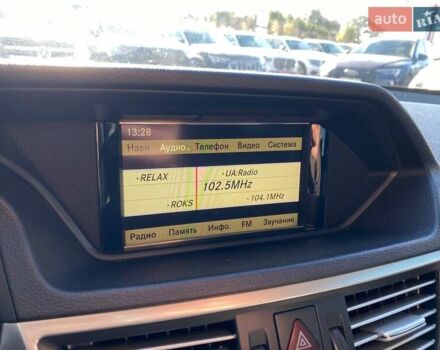 auto RIA
13:28
Нави Аудио Телефон Видео Система
·RELAX ·UA:Radio
102.5MHz
·ROKS ·104.1MHz
Радио Память Инфо. FM Звучание